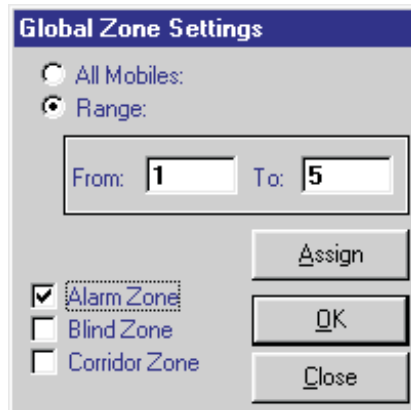 Global Zone Settings
All Mobiles:
Range:
From: 1 To: 5
Assign
Alarm Zone
OK
Blind Zone
Corridor Zone
Close